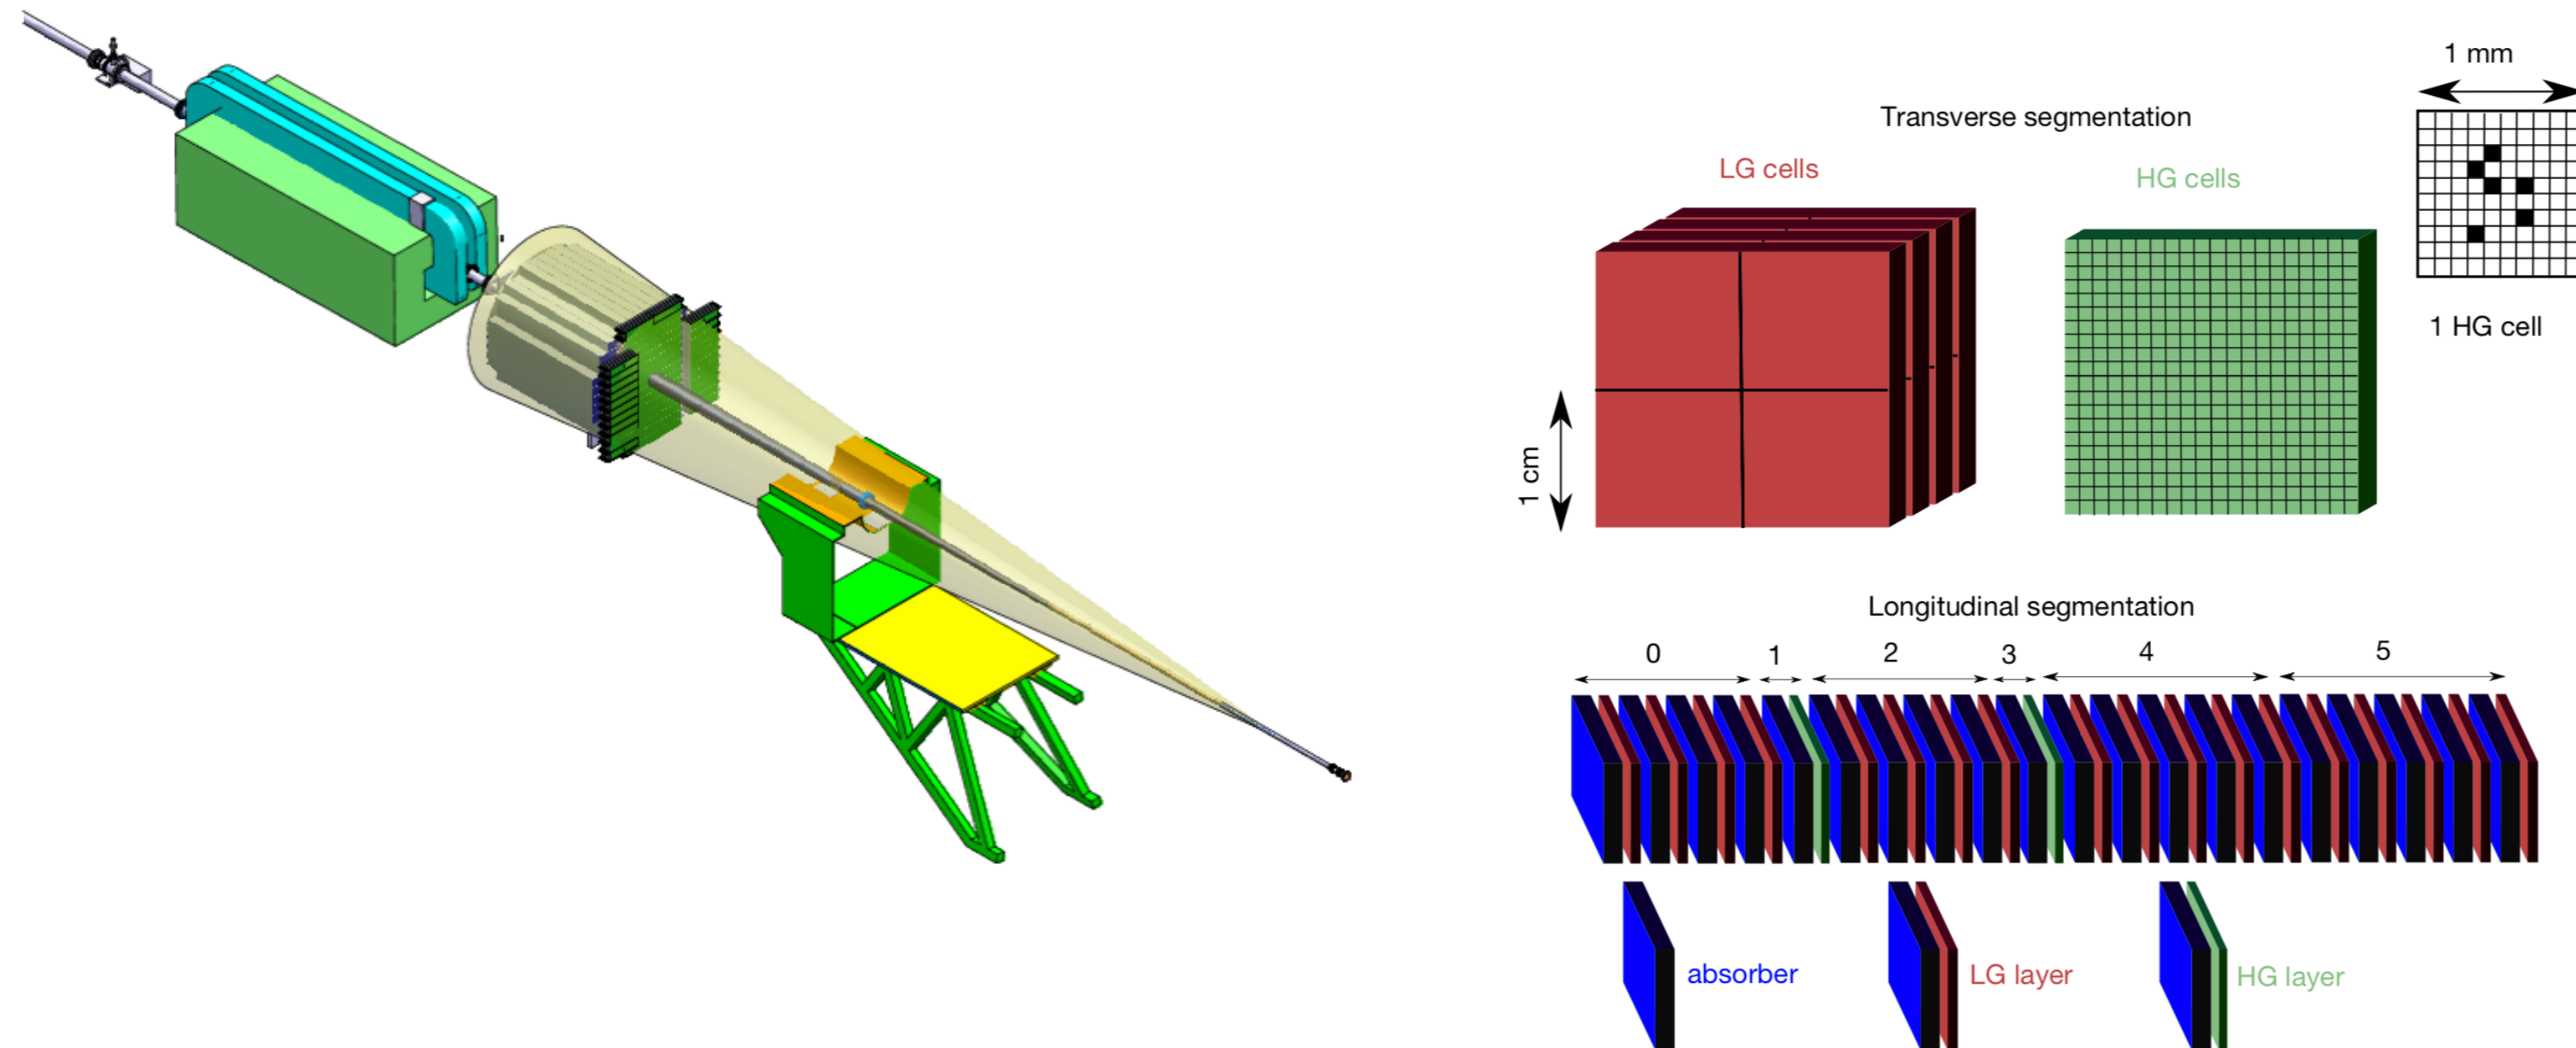 1 mm
Transverse segmentation
LG cells
HG cells
1 HG cell
1 cm
Longitudinal segmentation
0 1 2 3 4 5
absorber
LG layer
HG layer